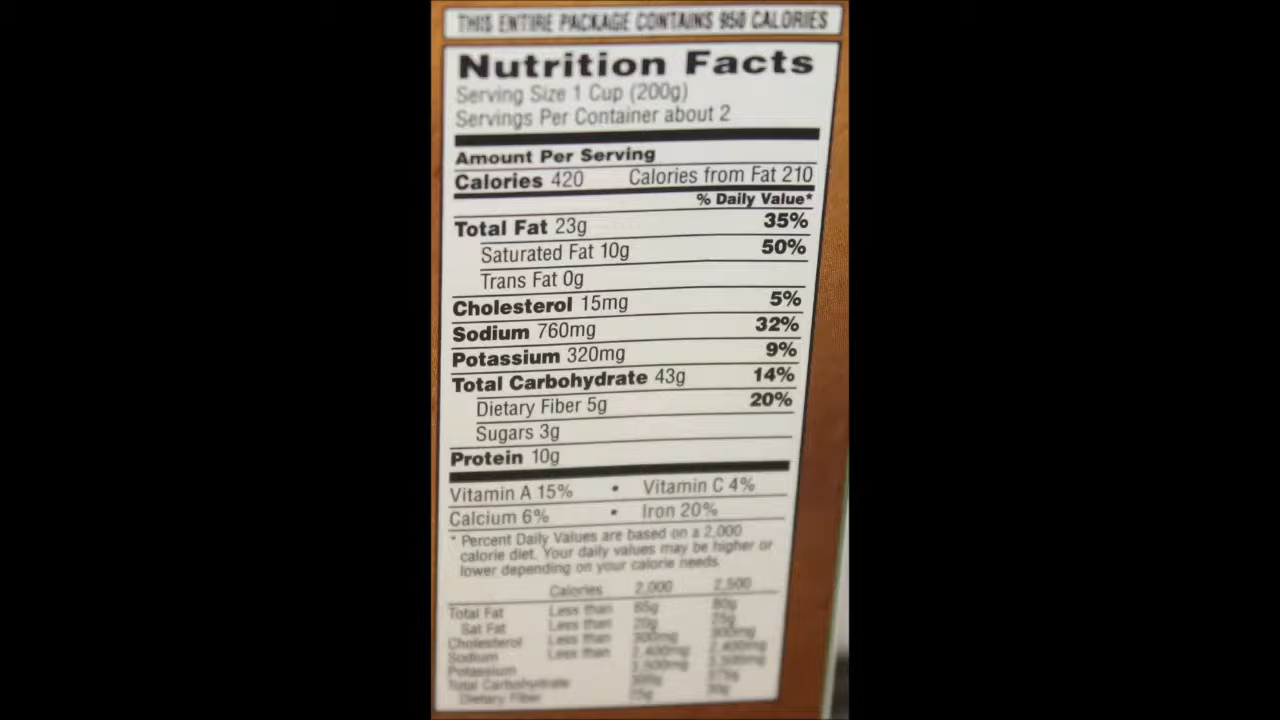 THIS ENTIRE PACKAGE CONTAINS 950 CALORIES
Nutrition Facts
Serving Size 1 Cup (200g)
Servings Per Container about 2
Amount Per Serving
Calories 420 Calories from Fat 210
% Daily Value*
Total Fat 23g 35%
Saturated Fat 10g 50%
Trans Fat 0g
Cholesterol 15mg 5%
Sodium 760mg 32%
Potassium 320mg 9%
Total Carbohydrate 43g 14%
Dietary Fiber 5g 20%
Sugars 3g
Protein 10g
Vitamin A 15% • Vitamin C 4%
Calcium 6% • Iron 20%
* Percent Daily Values are based on a 2,000
calorie diet. Your daily values may be higher or
lower depending on your calorie needs
Calories 2,000 2,500
Total Fat Less than 65g 80g
Sat Fat Less than 20g 25g
Cholesterol Less than 300mg 300mg
Sodium Less than 2,400mg 2,400mg
Potassium 3,500mg 3,500mg
Total Carbohydrate 300g 375g
Dietary Fiber